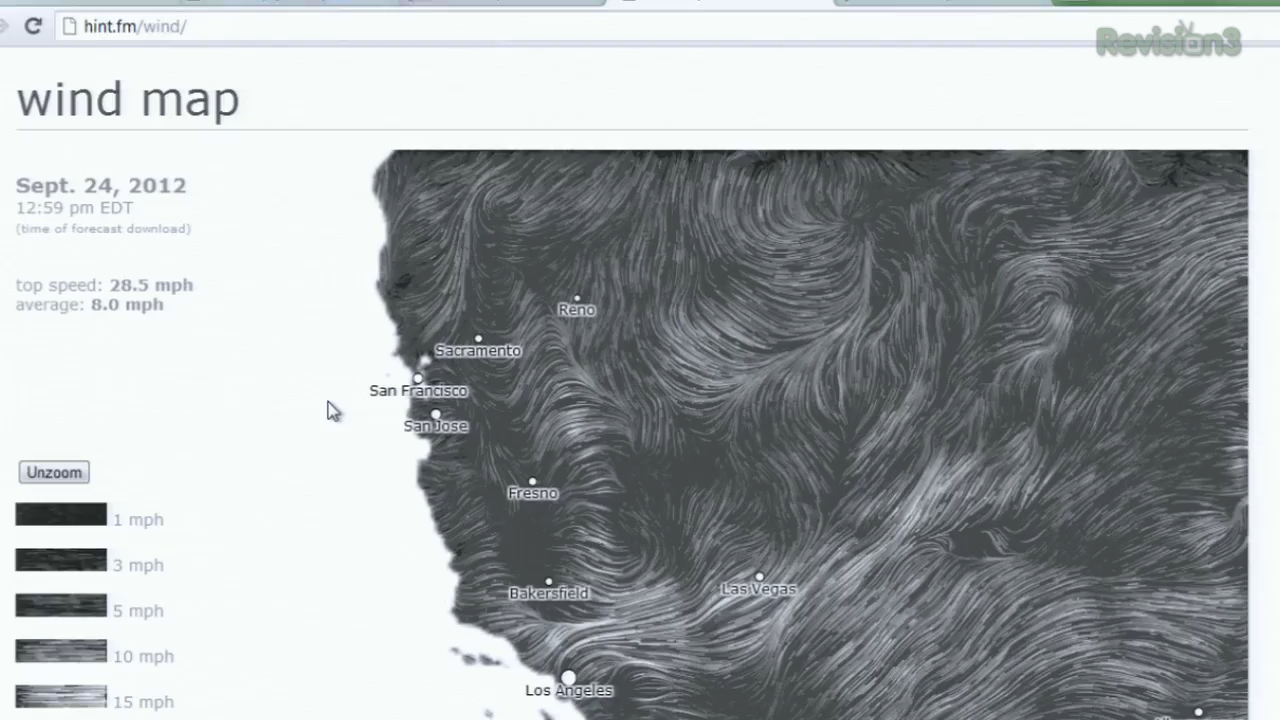 hint.fm/wind/
Revision3
wind map
Sept. 24, 2012
12:59 pm EDT
(time of forecast download)
top speed: 28.5 mph
average: 8.0 mph
Reno
Sacramento
San Francisco
San Jose
Unzoom
Fresno
1 mph
3 mph
Las Vegas
Bakersfield
5 mph
10 mph
Los Angeles
15 mph